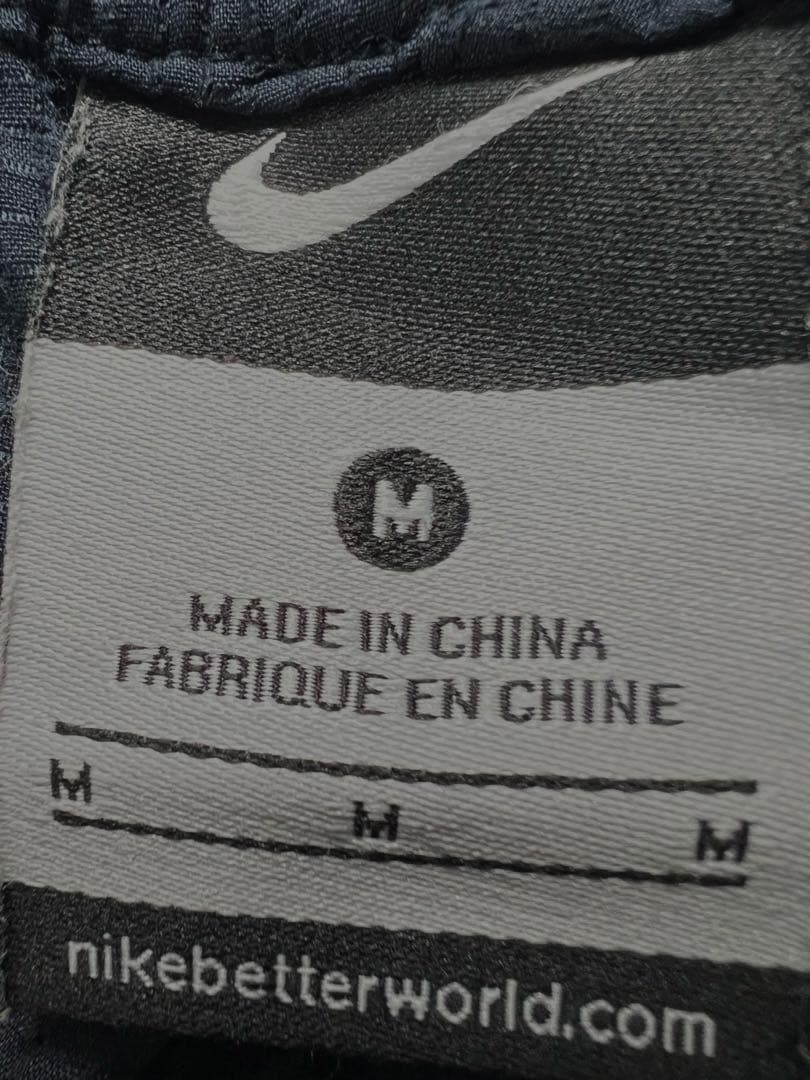 M
MADE IN CHINA
FABRIQUE EN CHINE
M M M
nikebetterworld.com